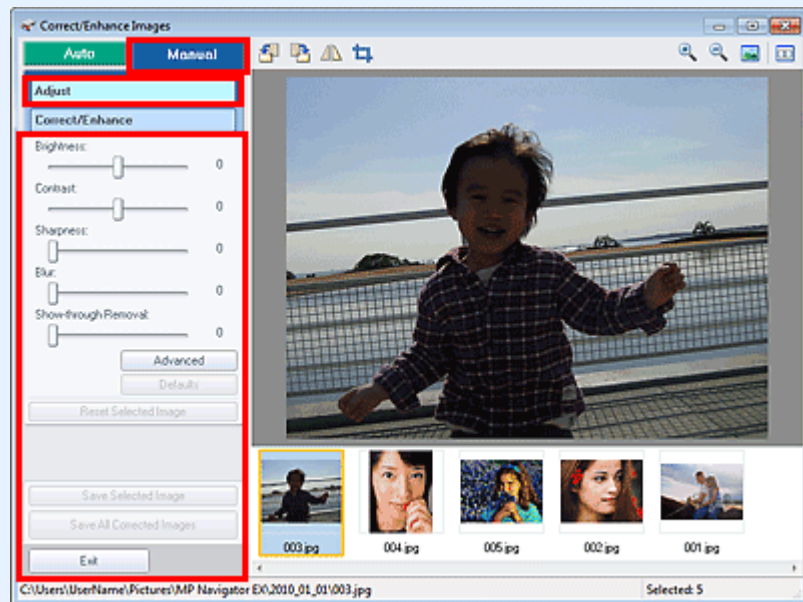 Correct/Enhance Images
Auto
Manual
Adjust
Correct/Enhance
Brightness:
0
Contrast:
0
Sharpness:
0
Blur:
0
Show-through Removal:
0
Advanced
Defaults
Reset Selected Image
Save Selected Image
Save All Corrected Images
Exit
003.jpg
004.jpg
005.jpg
002.jpg
001.jpg
C:\Users\UserName\Pictures\MP Navigator EX\2010_01_01\003.jpg
Selected: 5